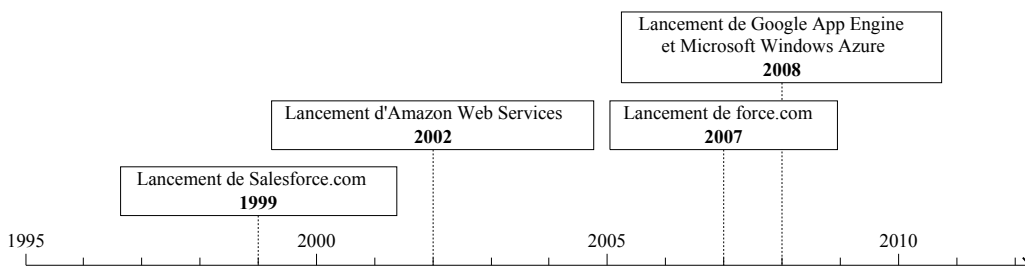 Lancement de Google App Engine
et Microsoft Windows Azure
2008
Lancement d'Amazon Web Services
2002
Lancement de force.com
2007
Lancement de Salesforce.com
1999
1995
2000
2005
2010